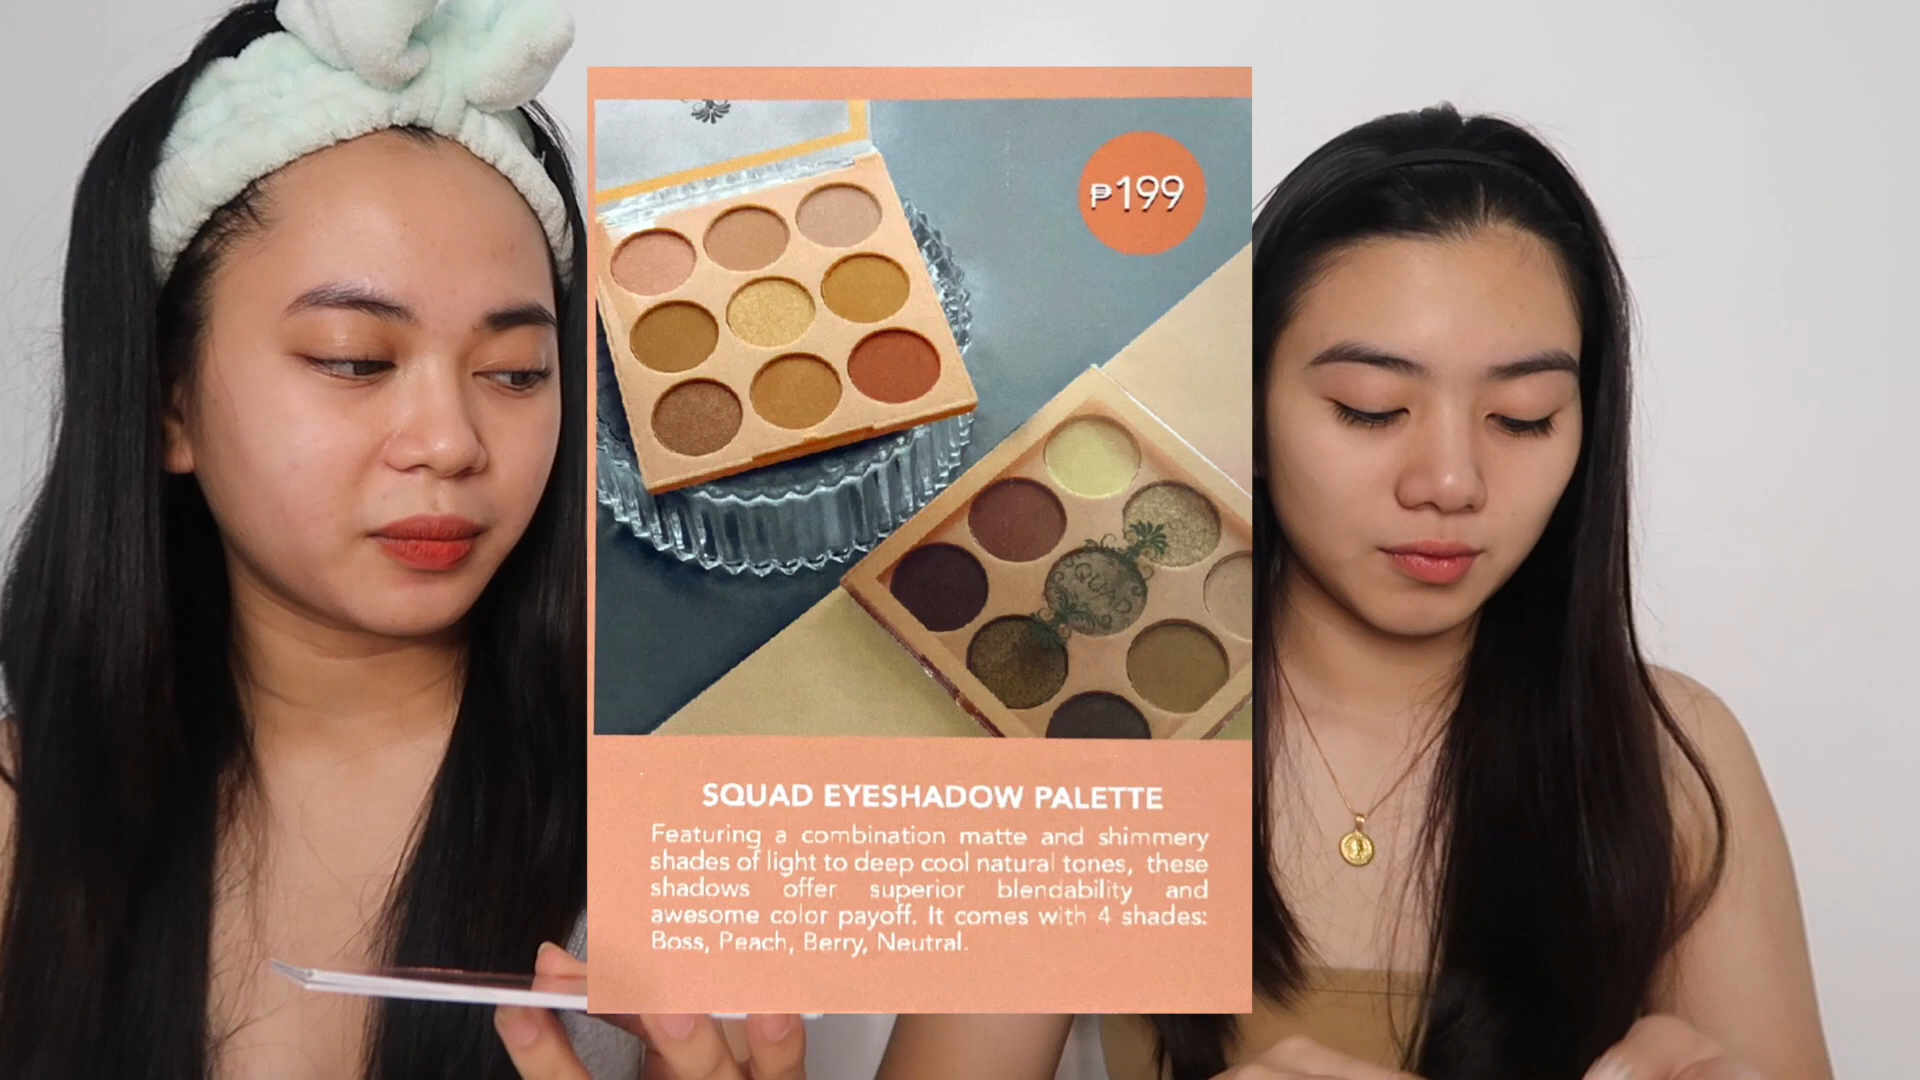 ₱199
SQUAD
SQUAD EYESHADOW PALETTE
Featuring a combination matte and shimmery
shades of light to deep cool natural tones, these
shadows offer superior blendability and
awesome color payoff. It comes with 4 shades:
Boss, Peach, Berry, Neutral.